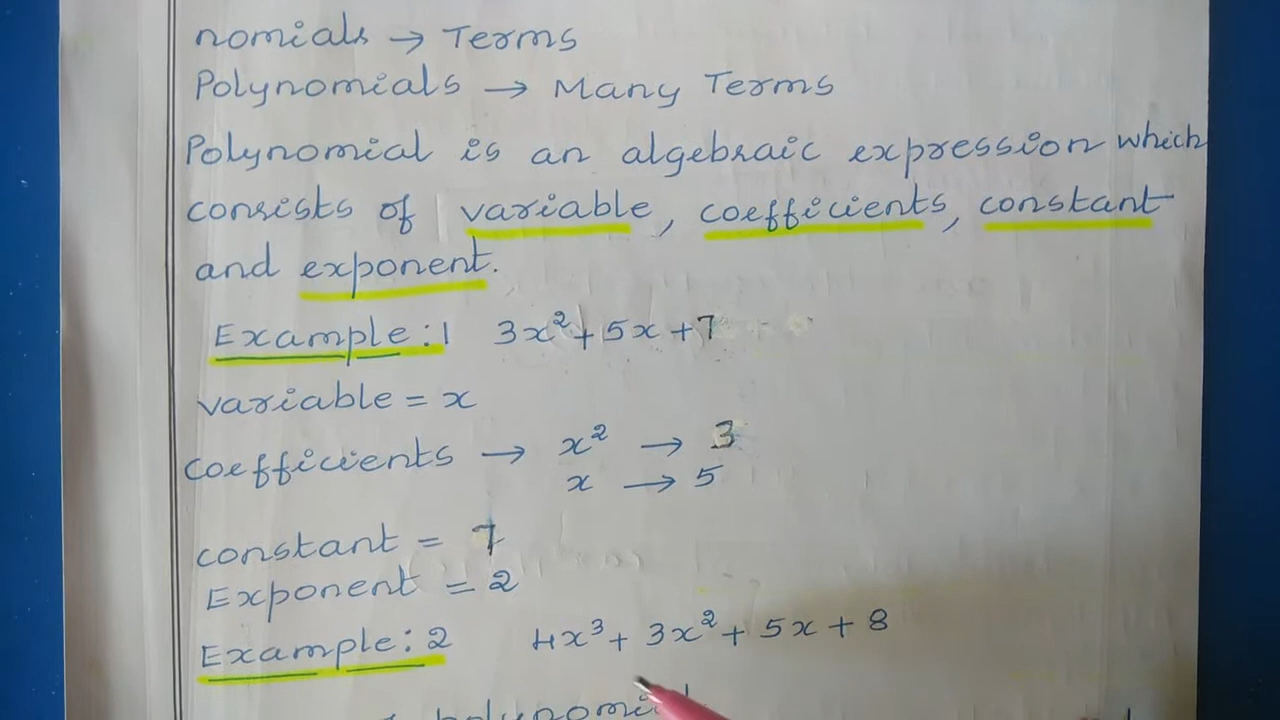 nomials → Terms
Polynomials → Many Terms
Polynomial is an algebraic expression which
consists of variable, coefficients, constant
and exponent.
Example:1 3x²+5x+7
variable = x
coefficients → x² → 3
x → 5
constant = 7
Exponent = 2
Example:2 4x³+3x²+5x+8